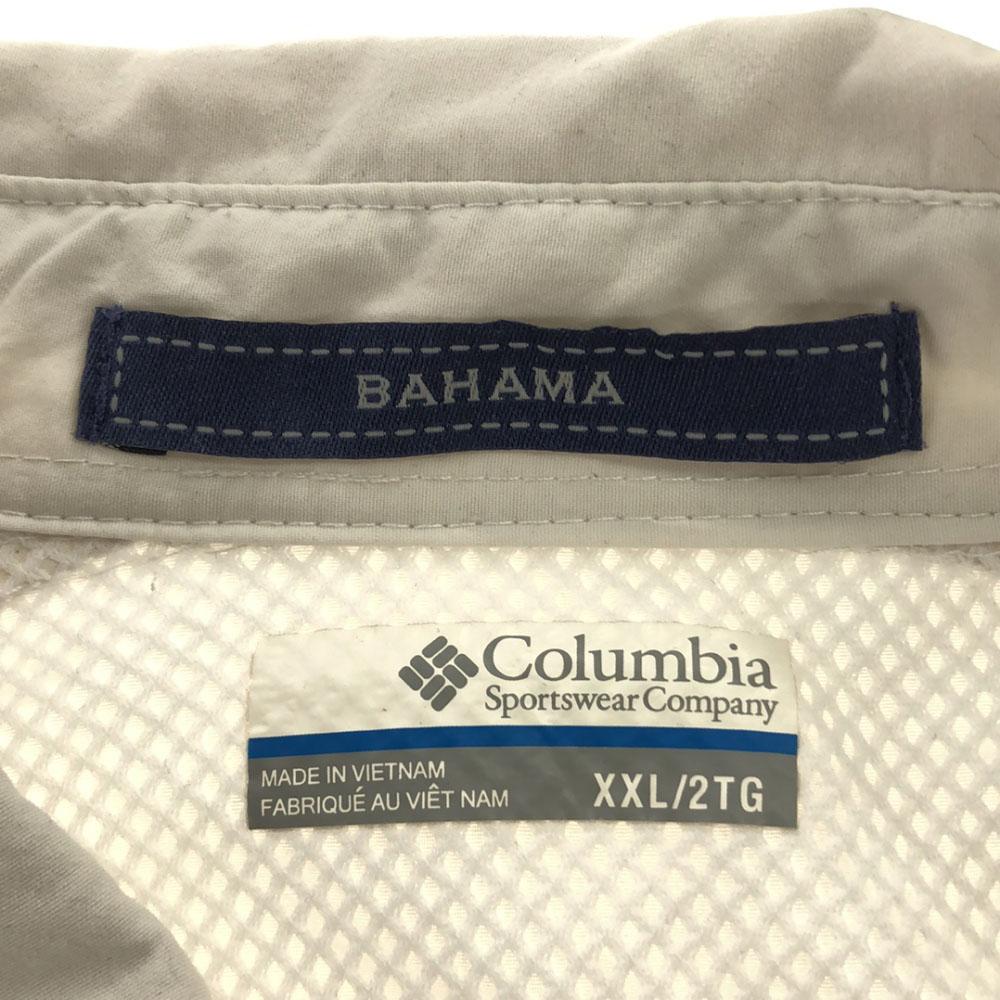 BAHAMA
Columbia
Sportswear Company
MADE IN VIETNAM
FABRIQUÉ AU VIÊT NAM
XXL/2TG